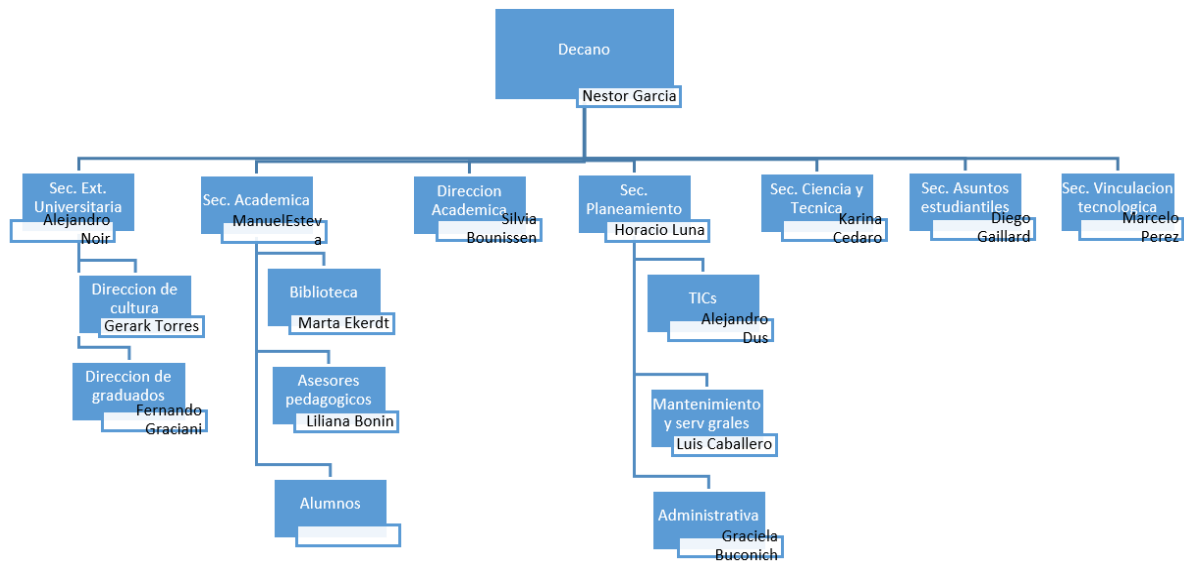 Decano
Nestor Garcia
Sec. Ext.
Universitaria
Alejandro
Noir
Sec. Academica
ManuelEstev
a
Direccion
Academica
Silvia
Bounissen
Sec.
Planeamiento
Horacio Luna
Sec. Ciencia y
Tecnica
Karina
Cedaro
Sec. Asuntos
estudiantiles
Diego
Gaillard
Sec. Vinculacion
tecnologica
Marcelo
Perez
Direccion de
cultura
Gerark Torres
Direccion de
graduados
Fernando
Graciani
Biblioteca
Marta Ekerdt
Asesores
pedagogicos
Liliana Bonin
Alumnos
TICs
Alejandro
Dus
Mantenimiento
y serv grales
Luis Caballero
Administrativa
Graciela
Buconich